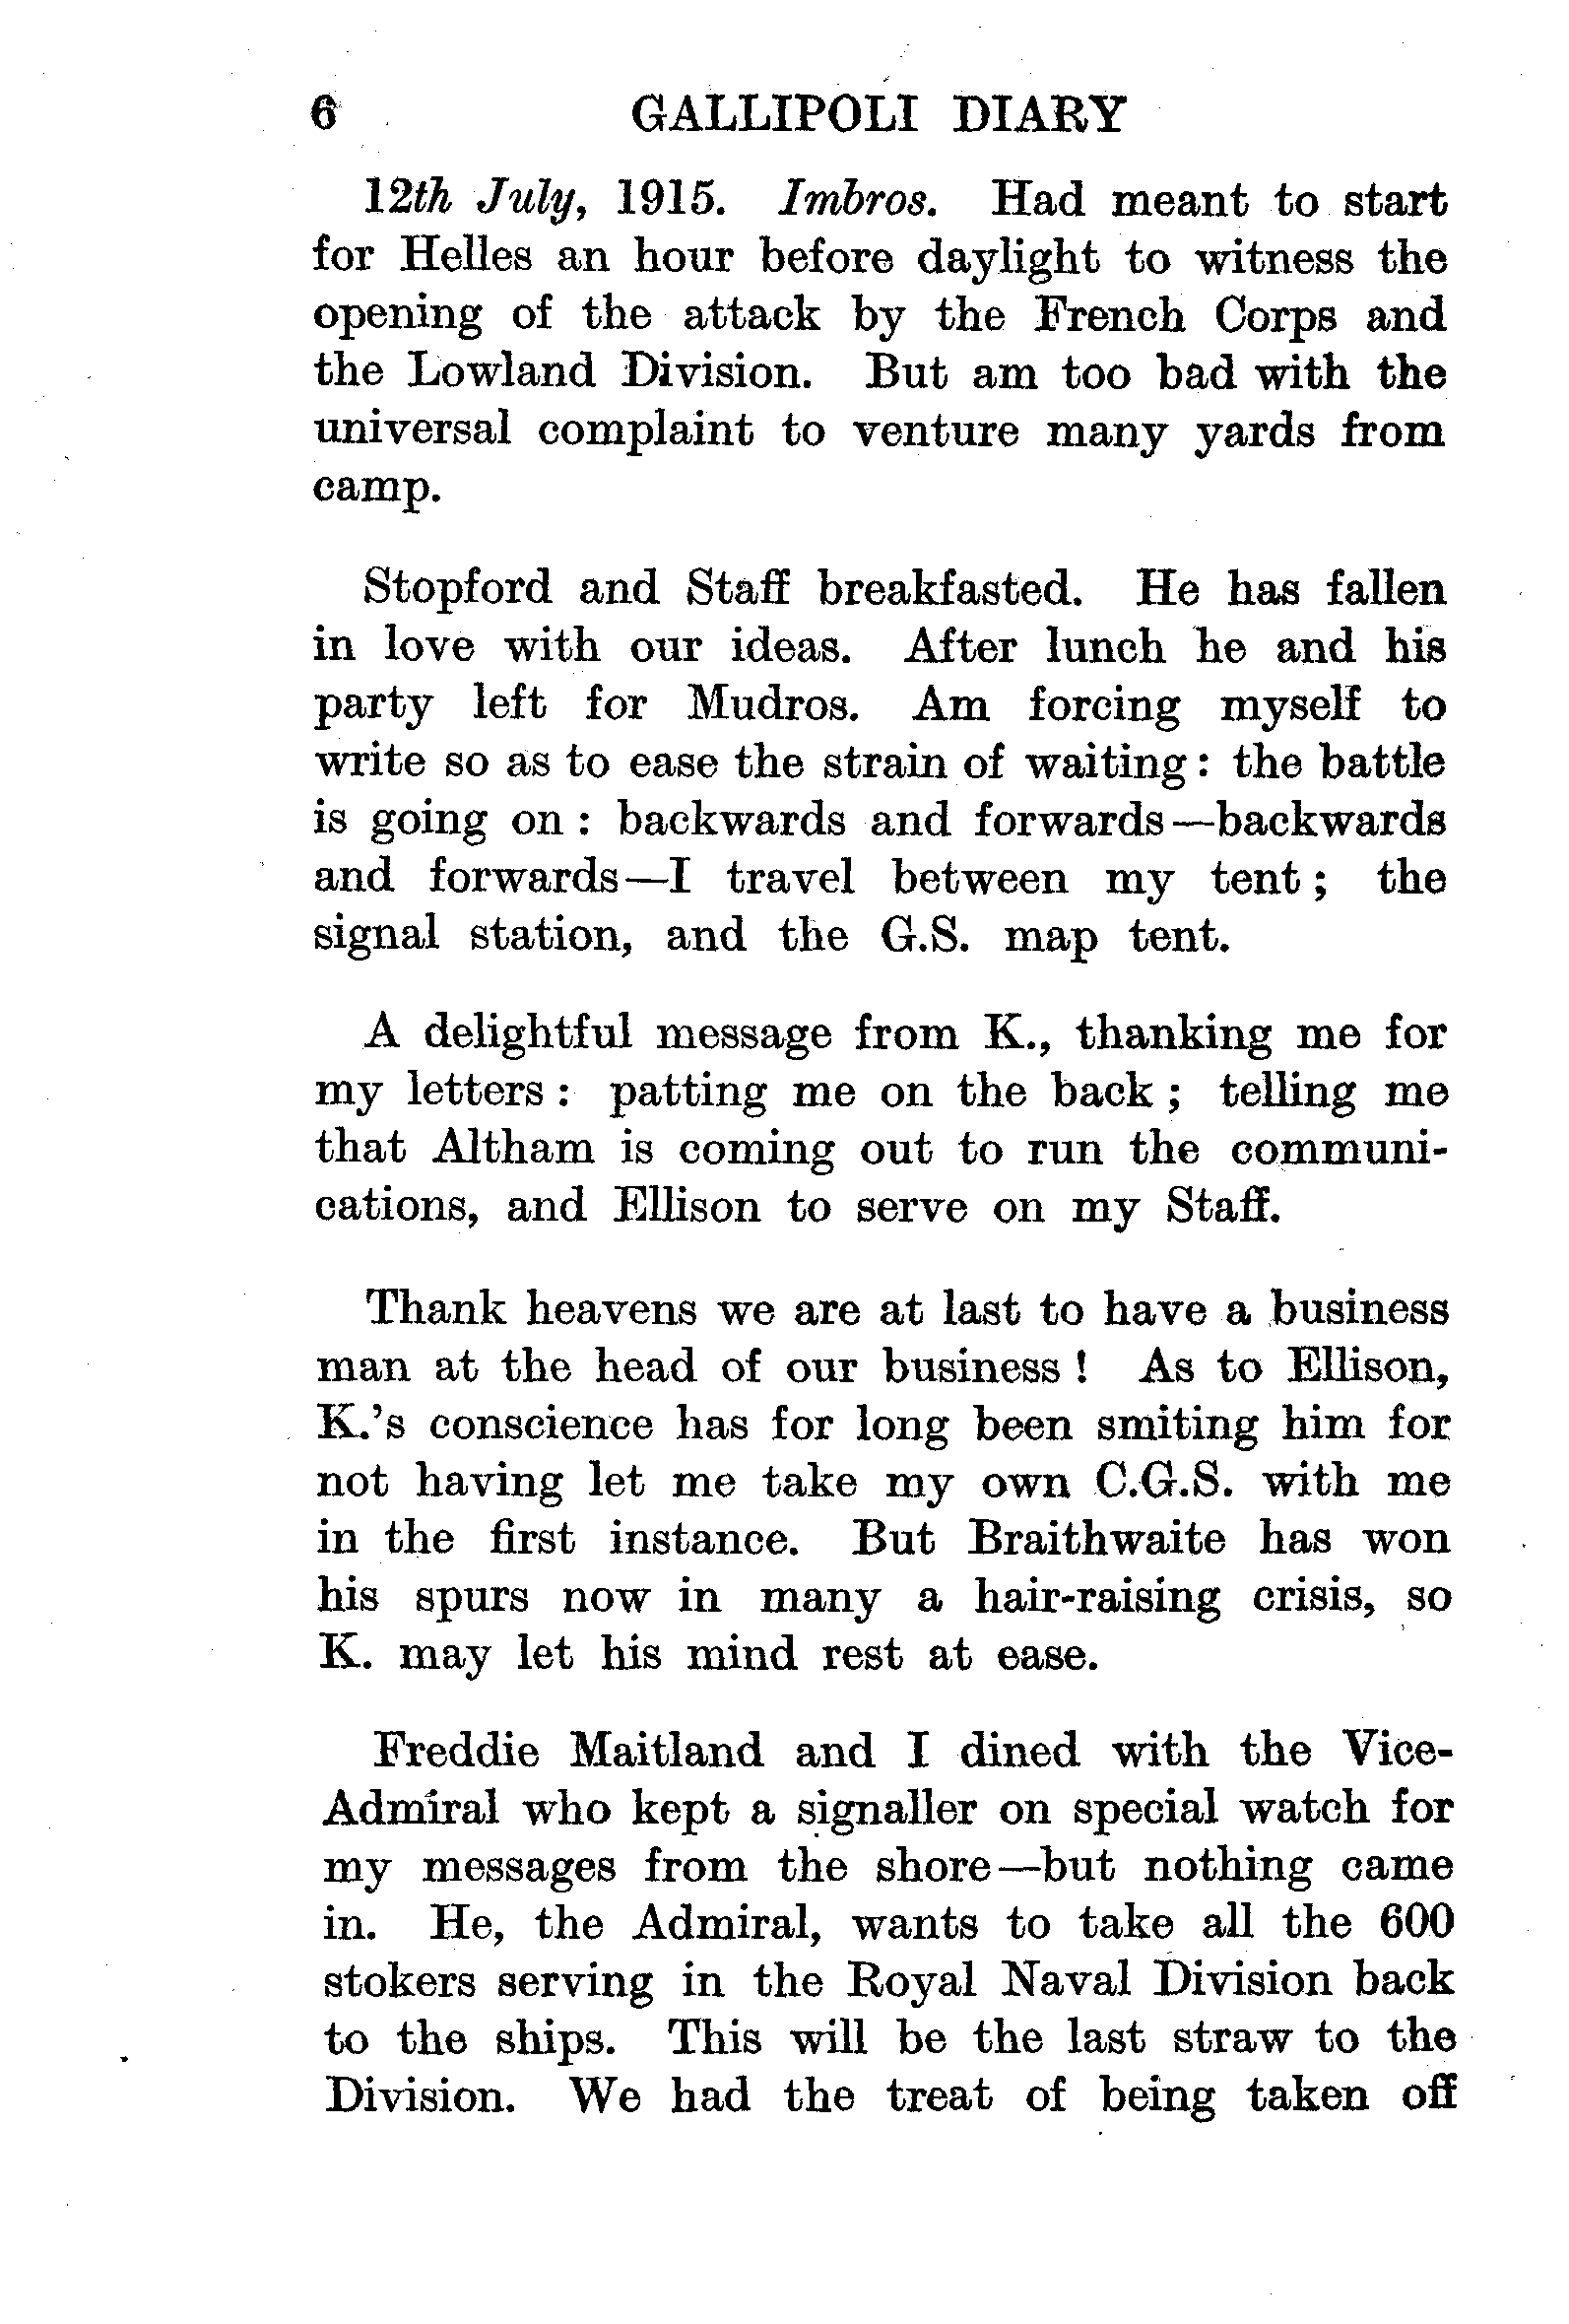 6 GALLIPOLI DIARY
12th July, 1915. Imbros. Had meant to start
for Helles an hour before daylight to witness the
opening of the attack by the French Corps and
the Lowland Division. But am too bad with the
universal complaint to venture many yards from
camp.
Stopford and Staff breakfasted. He has fallen
in love with our ideas. After lunch he and his
party left for Mudros. Am forcing myself to
write so as to ease the strain of waiting: the battle
is going on: backwards and forwards—backwards
and forwards—I travel between my tent; the
signal station, and the G.S. map tent.
A delightful message from K., thanking me for
my letters: patting me on the back; telling me
that Altham is coming out to run the communi-
cations, and Ellison to serve on my Staff.
Thank heavens we are at last to have a business
man at the head of our business! As to Ellison,
K.'s conscience has for long been smiting him for
not having let me take my own C.G.S. with me
in the first instance. But Braithwaite has won
his spurs now in many a hair-raising crisis, so
K. may let his mind rest at ease.
Freddie Maitland and I dined with the Vice-
Admiral who kept a signaller on special watch for
my messages from the shore—but nothing came
in. He, the Admiral, wants to take all the 600
stokers serving in the Royal Naval Division back
to the ships. This will be the last straw to the
Division. We had the treat of being taken off